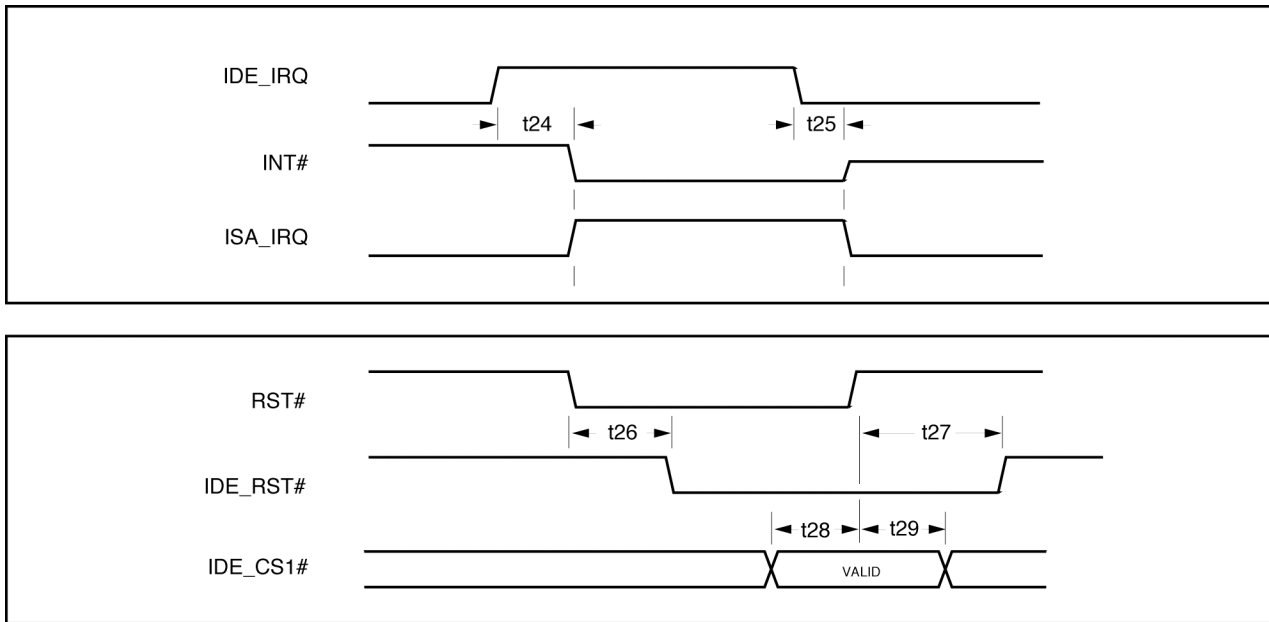 IDE_IRQ
t24
t25
INT#
ISA_IRQ
RST#
t26
t27
IDE_RST#
t28
t29
IDE_CS1#
VALID